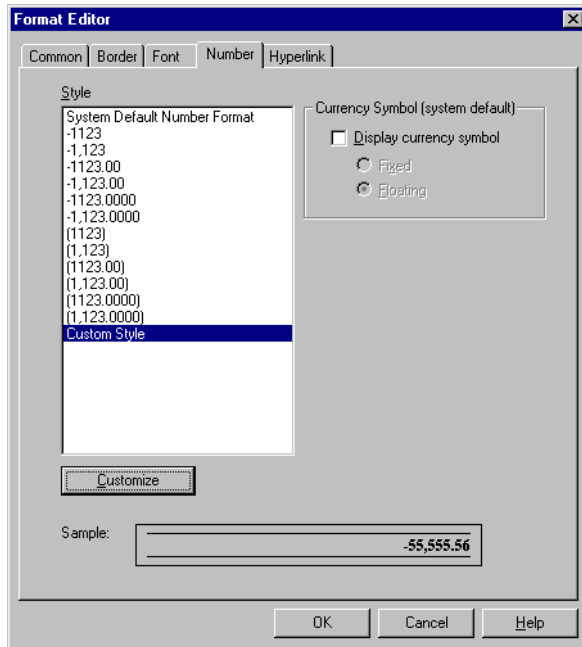 Format Editor
Common Border Font Number Hyperlink
Style
System Default Number Format
-1123
-1,123
-1123.00
-1,123.00
-1123.0000
-1,123.0000
(1123)
(1,123)
(1123.00)
(1,123.00)
(1123.0000)
(1,123.0000)
Custom Style
Currency Symbol (system default)
Display currency symbol
Fixed
Floating
Customize
Sample:
-55,555.56
OK Cancel Help